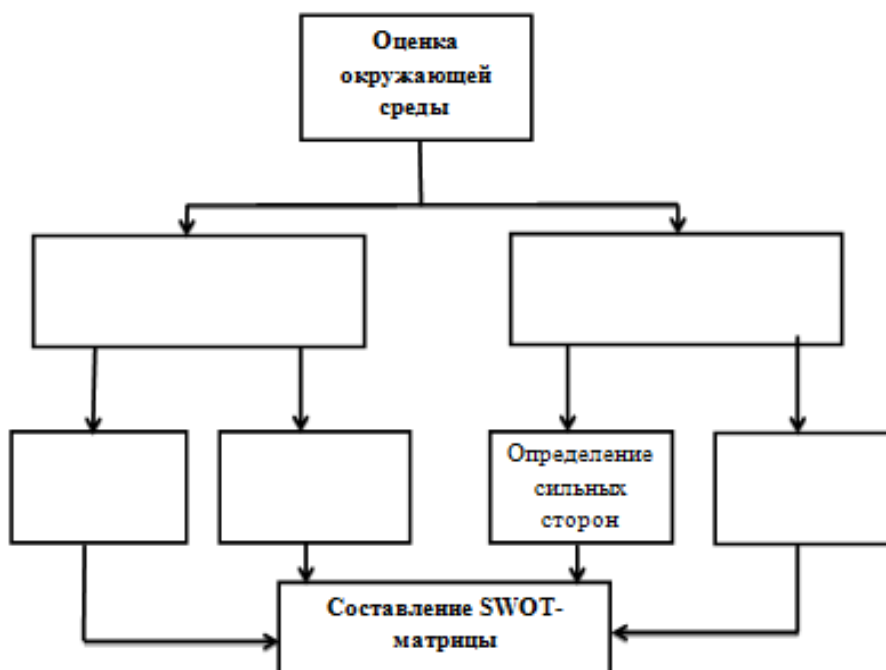 Оценка
окружающей
среды
Определение
сильных
сторон
Составление SWOT-
матрицы